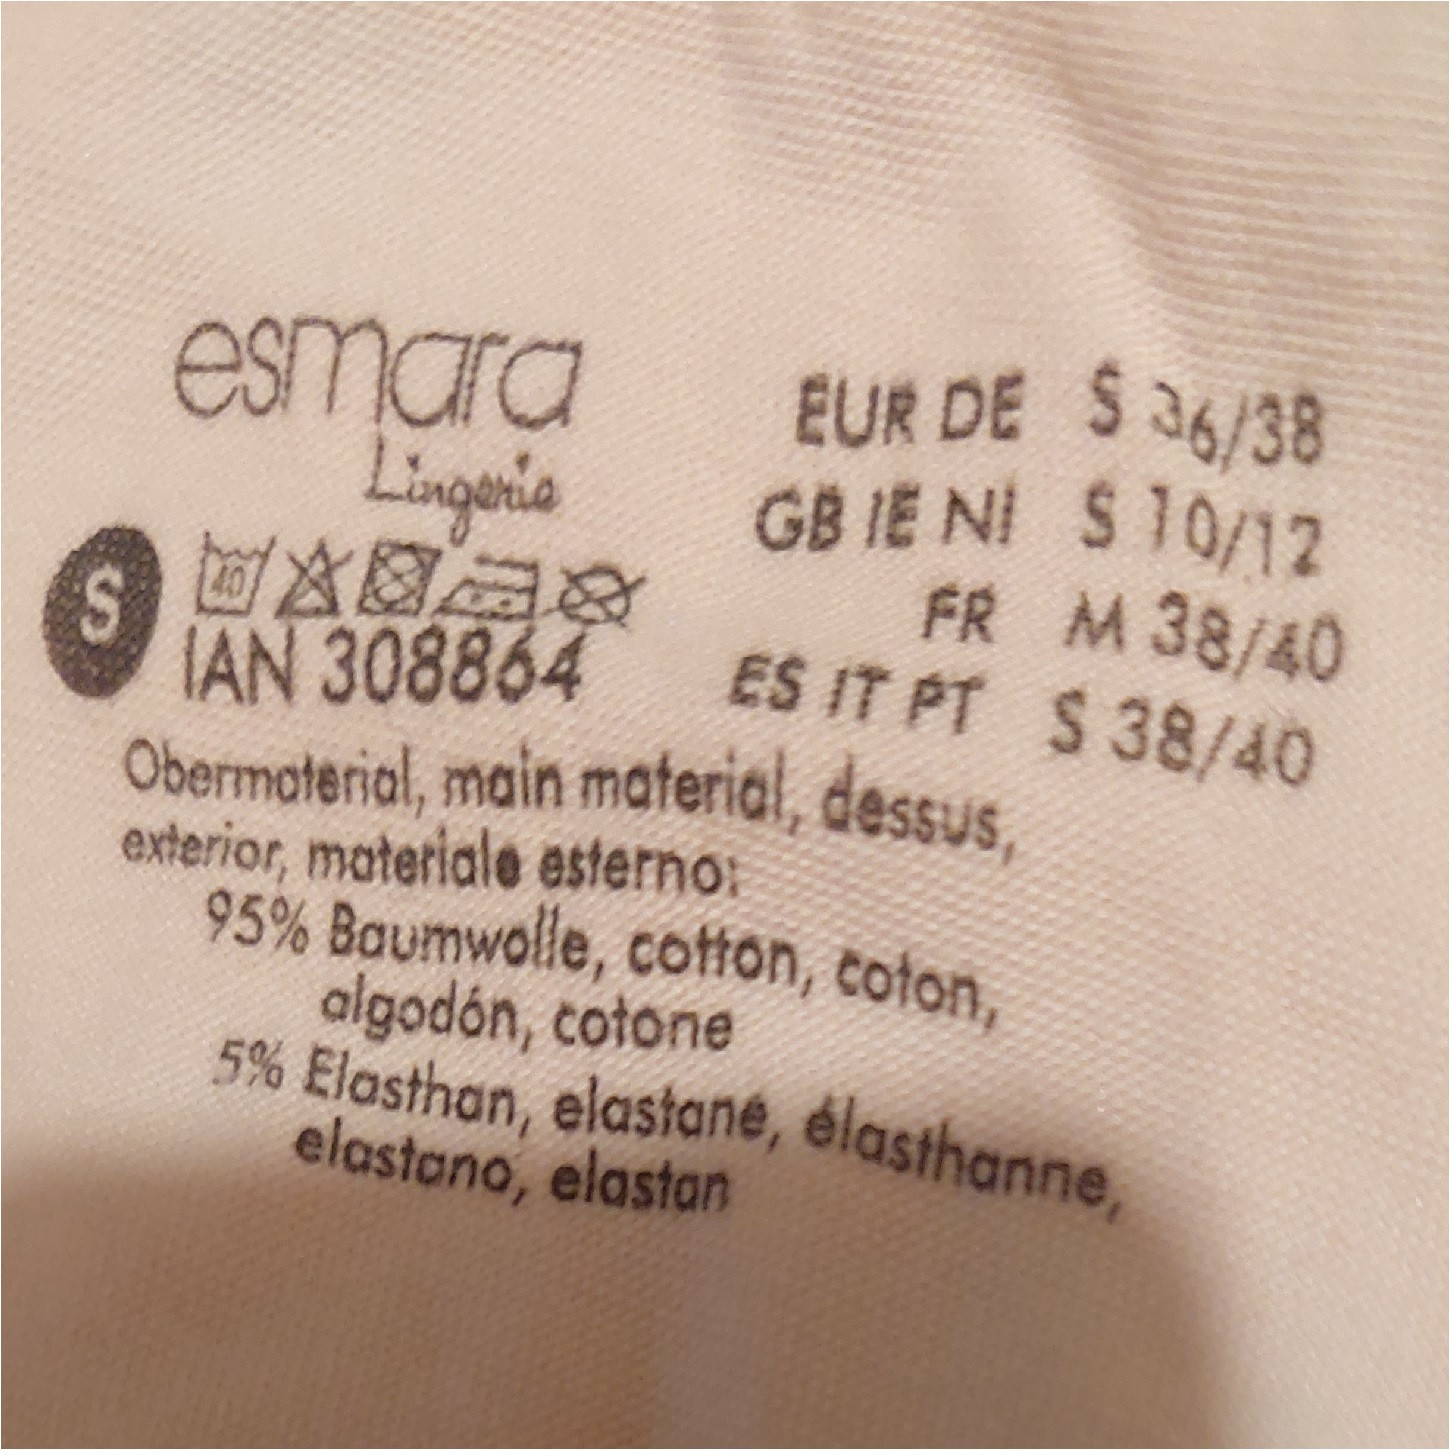 esmara
Lingerie
EUR DE S 36/38
GB IE NI S 10/12
FR M 38/40
ES IT PT S 38/40
S
40
IAN 308864
Obermaterial, main material, dessus,
exterior, materiale esterno:
95% Baumwolle, cotton, coton,
algodón, cotone
5% Elasthan, elastane, élasthanne,
elastano, elastan